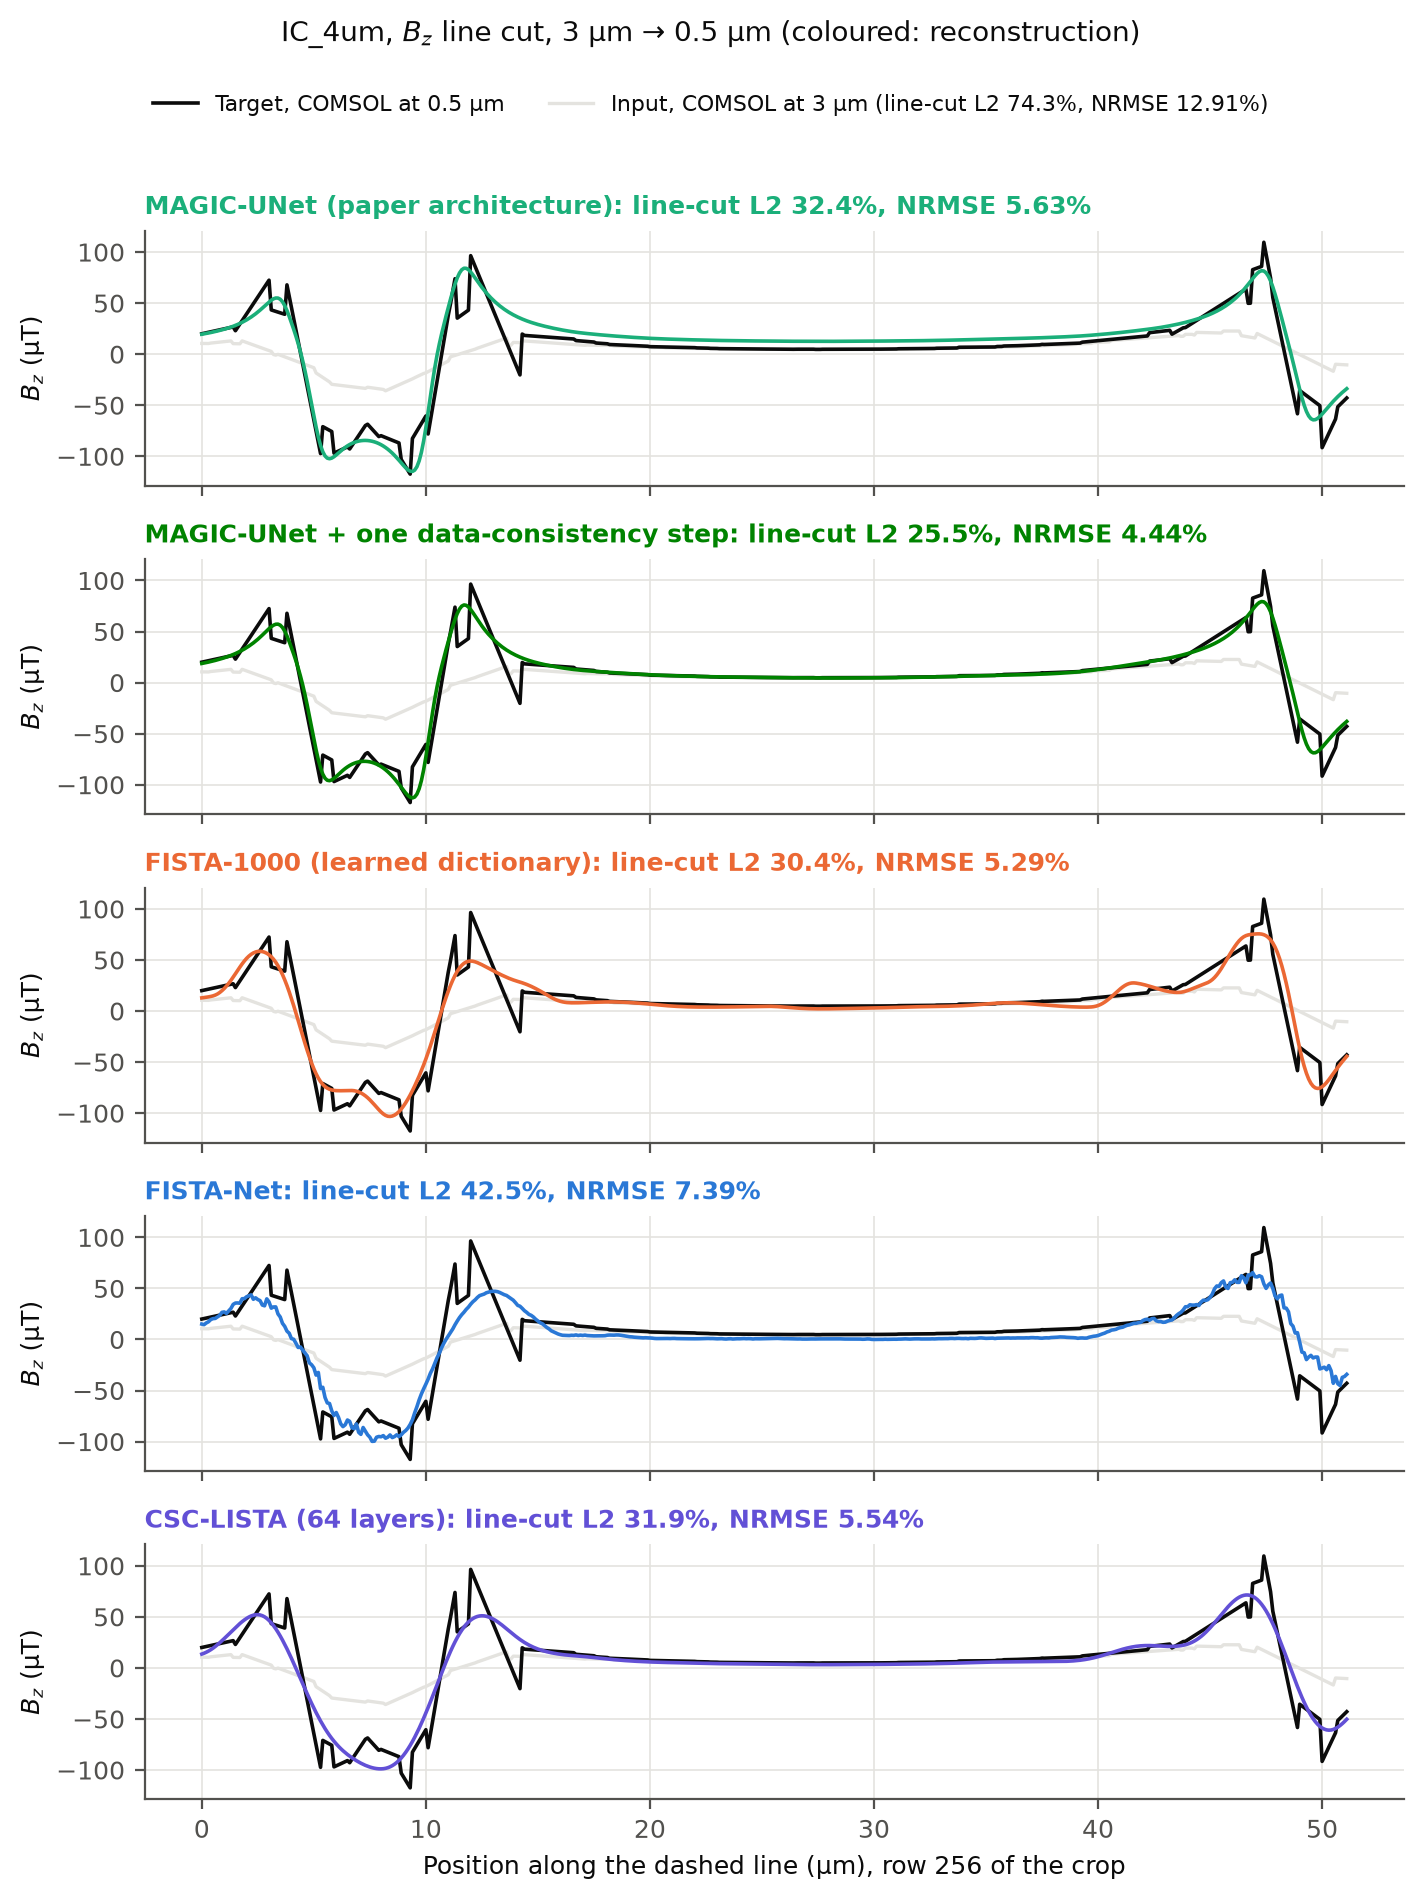 IC_4um, B_z line cut, 3 µm → 0.5 µm (coloured: reconstruction)
Target, COMSOL at 0.5 µm
Input, COMSOL at 3 µm (line-cut L2 74.3%, NRMSE 12.91%)
MAGIC-UNet (paper architecture): line-cut L2 32.4%, NRMSE 5.63%
100
50
0
−50
−100
B_z (µT)
MAGIC-UNet + one data-consistency step: line-cut L2 25.5%, NRMSE 4.44%
100
50
0
−50
−100
B_z (µT)
FISTA-1000 (learned dictionary): line-cut L2 30.4%, NRMSE 5.29%
100
50
0
−50
−100
B_z (µT)
FISTA-Net: line-cut L2 42.5%, NRMSE 7.39%
100
50
0
−50
−100
B_z (µT)
CSC-LISTA (64 layers): line-cut L2 31.9%, NRMSE 5.54%
100
50
0
−50
−100
B_z (µT)
0 10 20 30 40 50
Position along the dashed line (µm), row 256 of the crop